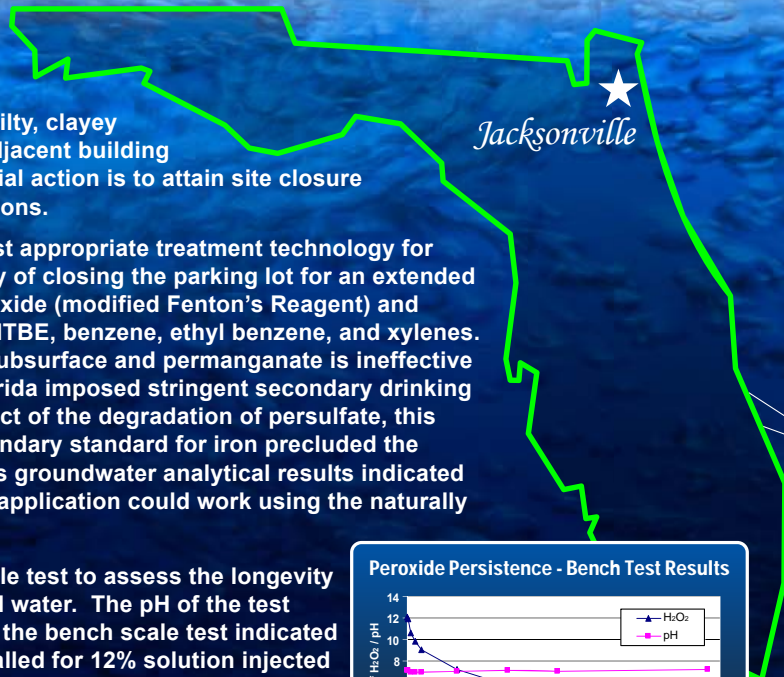 Jacksonville
ilty, clayey
djacent building
ial action is to attain site closure
ions.
st appropriate treatment technology for
y of closing the parking lot for an extended
xide (modified Fenton's Reagent) and
MTBE, benzene, ethyl benzene, and xylenes.
ubsurface and permanganate is ineffective
rida imposed stringent secondary drinking
ct of the degradation of persulfate, this
ndary standard for iron precluded the
s groundwater analytical results indicated
application could work using the naturally
le test to assess the longevity
d water. The pH of the test
the bench scale test indicated
alled for 12% solution injected
Peroxide Persistence - Bench Test Results
14
12
10
8
H₂O₂
pH
H₂O₂ / pH